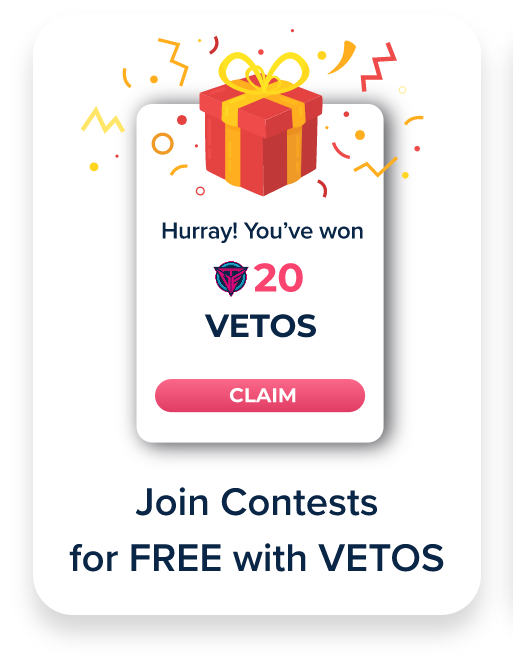 Hurray! You’ve won
20
VETOS
CLAIM
Join Contests
for FREE with VETOS